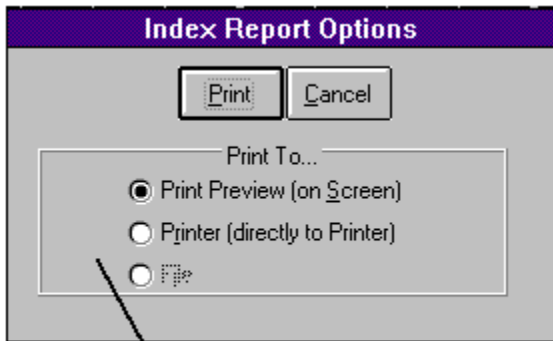 Index Report Options
Print Cancel
Print To...
Print Preview (on Screen)
Printer (directly to Printer)
File